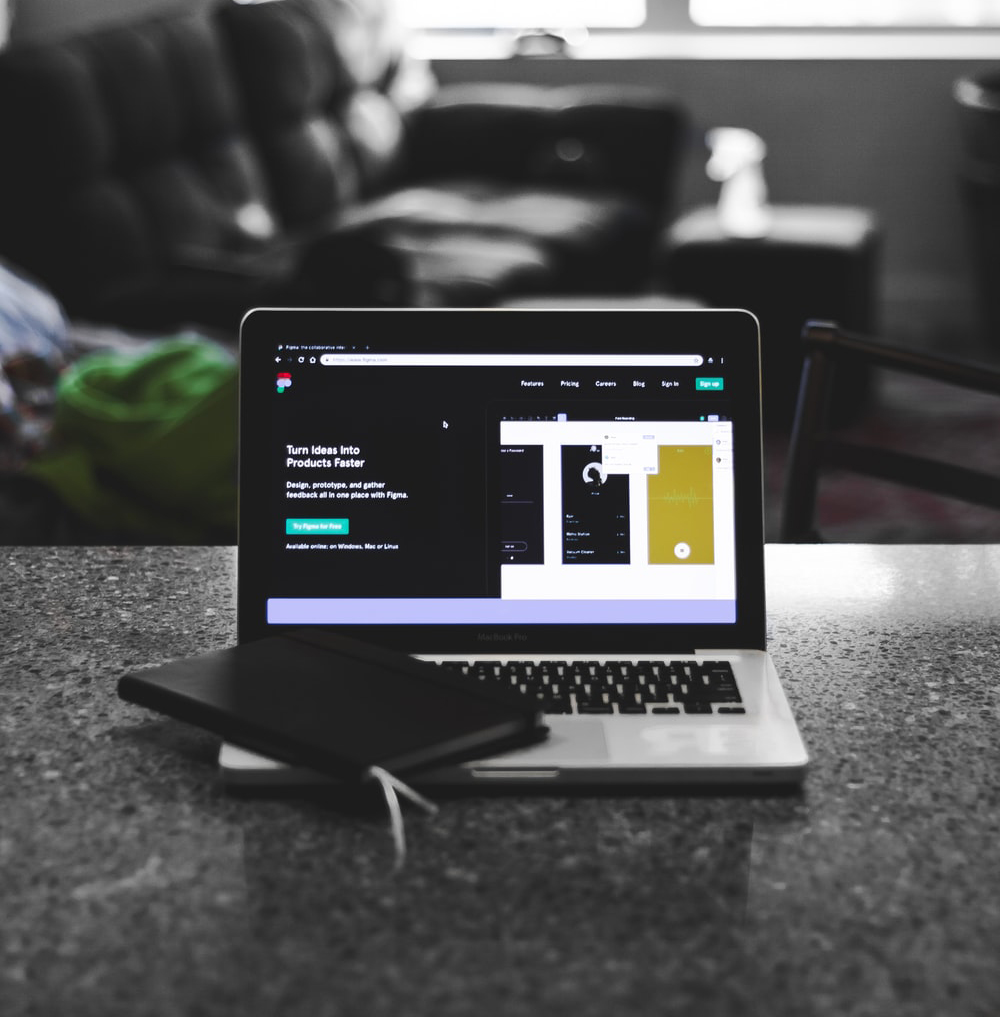 Figma: the collaborative inte
https://www.figma.com
Features Pricing Careers Blog Sign In Sign up
Turn Ideas Into
Products Faster
Design, prototype, and gather
feedback all in one place with Figma.
Try Figma for Free
Available online: on Windows, Mac or Linux
MacBook Pro